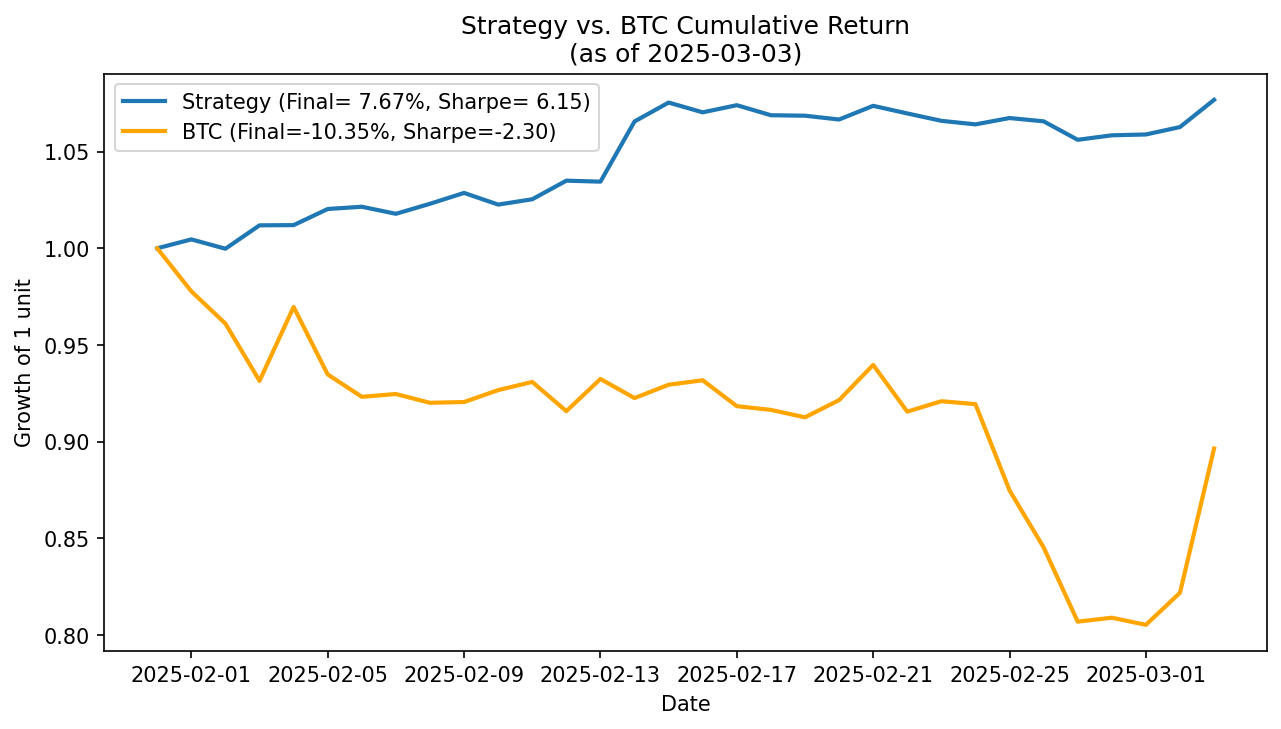 Strategy vs. BTC Cumulative Return
(as of 2025-03-03)
Strategy (Final= 7.67%, Sharpe= 6.15)
BTC (Final=-10.35%, Sharpe=-2.30)
Growth of 1 unit
1.05
1.00
0.95
0.90
0.85
0.80
2025-02-01 2025-02-05 2025-02-09 2025-02-13 2025-02-17 2025-02-21 2025-02-25 2025-03-01
Date